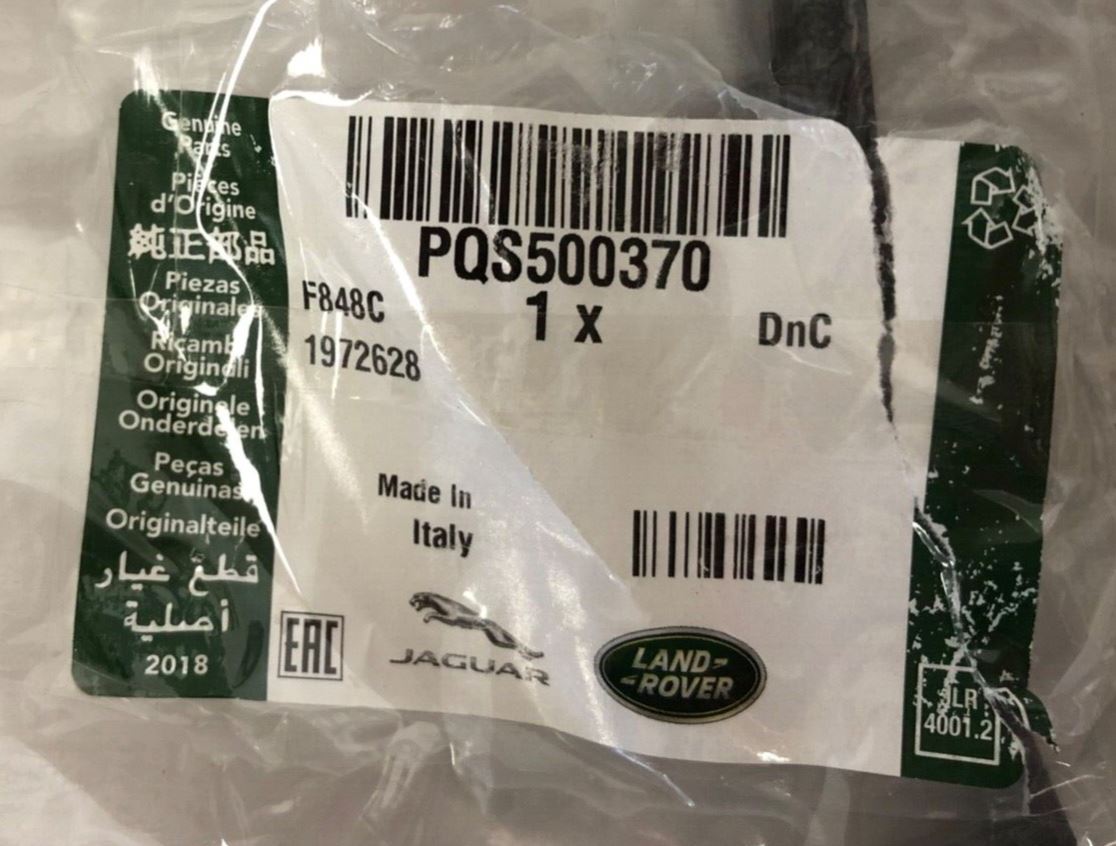 Genuine
Parts
Pièces
d'Origine
純正部品
Piezas
Originales
Ricambi
Originali
Originele
Onderdelen
Peças
Genuinas
Originalteile
قطع غيار
أصلية
2018
PQS500370
F848C
1 x
DnC
1972628
Made In
Italy
EAC
JAGUAR
LAND-
-ROVER
JLR
4001.2